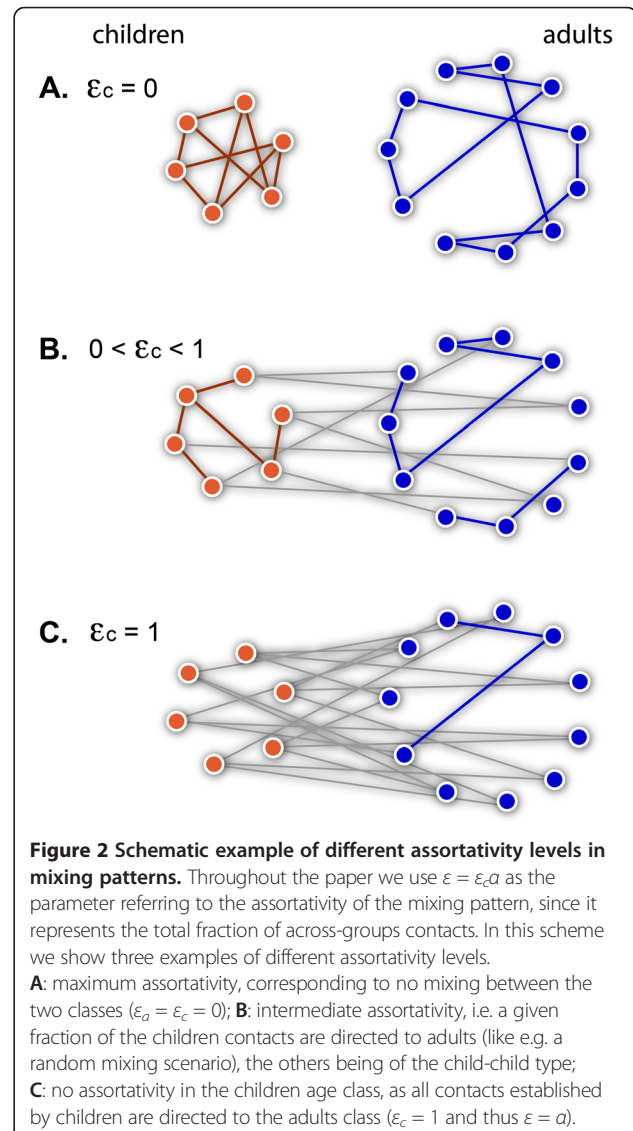 children adults
A. εc = 0
B. 0 < εc < 1
C. εc = 1
Figure 2 Schematic example of different assortativity levels in
mixing patterns. Throughout the paper we use ε = εcα as the
parameter referring to the assortativity of the mixing pattern, since it
represents the total fraction of across-groups contacts. In this scheme
we show three examples of different assortativity levels.
A: maximum assortativity, corresponding to no mixing between the
two classes (εa = εc = 0); B: intermediate assortativity, i.e. a given
fraction of the children contacts are directed to adults (like e.g. a
random mixing scenario), the others being of the child-child type;
C: no assortativity in the children age class, as all contacts established
by children are directed to the adults class (εc = 1 and thus ε = α).